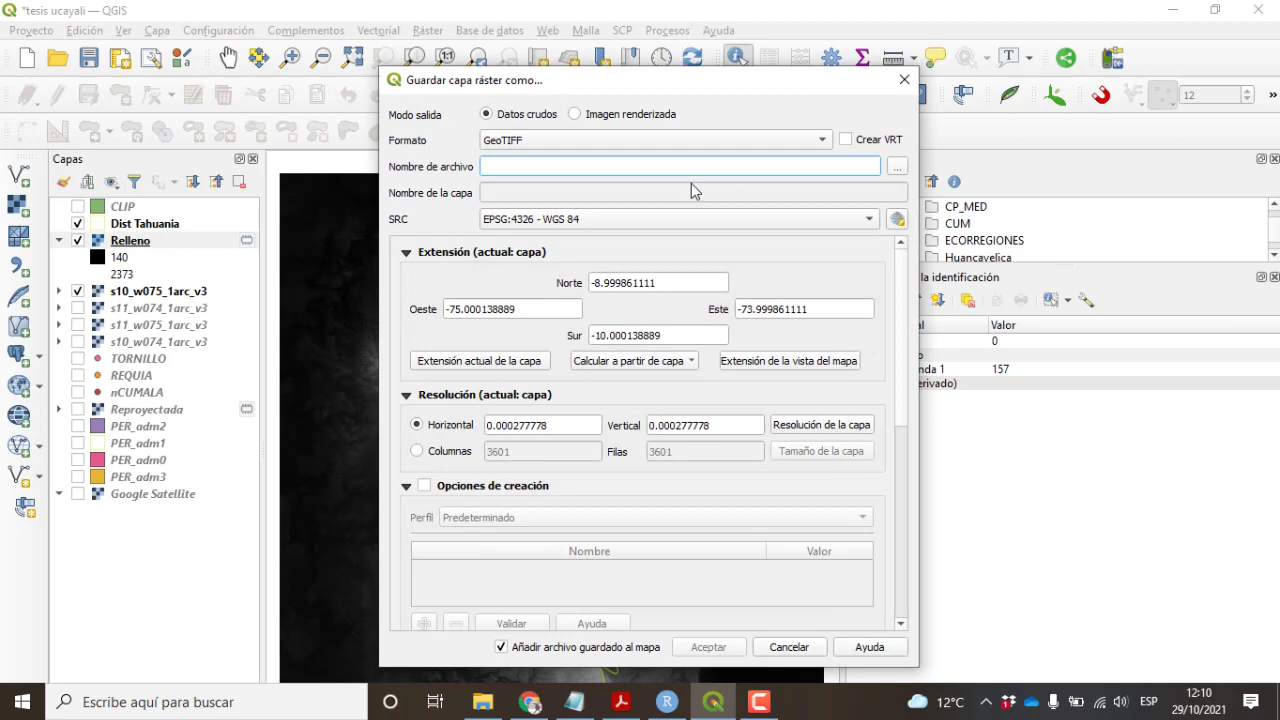 *tesis ucayali — QGIS
Proyecto Edición Ver Capa Configuración Complementos Vectorial Ráster Base de datos Web Malla SCP Procesos Ayuda
12
»
Guardar capa ráster como...
Modo salida Datos crudos Imagen renderizada
Formato GeoTIFF Crear VRT
Nombre de archivo ...
Nombre de la capa
SRC EPSG:4326 - WGS 84
Extensión (actual: capa)
Norte -8.999861111
Oeste -75.000138889 Este -73.999861111
Sur -10.000138889
Extensión actual de la capa Calcular a partir de capa Extensión de la vista del mapa
Resolución (actual: capa)
Horizontal 0.000277778 Vertical 0.000277778 Resolución de la capa
Columnas 3601 Filas 3601 Tamaño de la capa
Opciones de creación
Perfil Predeterminado
Nombre Valor
Validar Ayuda
Añadir archivo guardado al mapa Aceptar Cancelar Ayuda
Capas
CLIP
Dist Tahuania
Relleno
140
2373
s10_w075_1arc_v3
s11_w074_1arc_v3
s11_w075_1arc_v3
s10_w074_1arc_v3
TORNILLO
REQUIA
nCUMALA
Reproyectada
PER_adm2
PER_adm1
PER_adm0
PER_adm3
Google Satellite
CP_MED
CUM
ECORREGIONES
Huancavelica
la identificación
Valor
0
nda 1 157
erivado)
Escribe aquí para buscar
12°C
ESP
12:10
29/10/2021